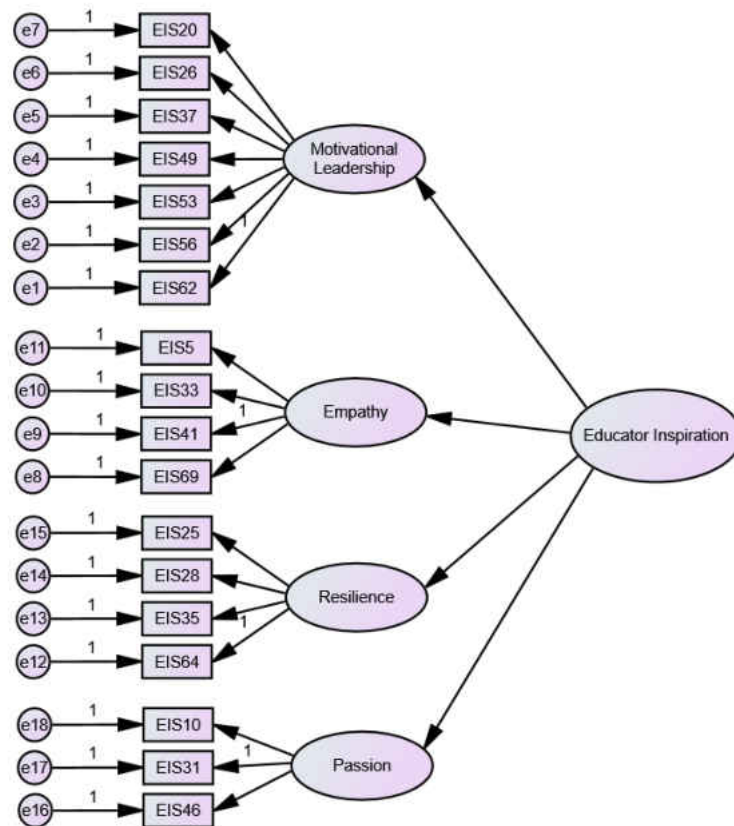 e7 1 EIS20
e6 1 EIS26
e5 1 EIS37
e4 1 EIS49
e3 1 EIS53
e2 1 EIS56
e1 1 EIS62
1
Motivational
Leadership
e11 1 EIS5
e10 1 EIS33
e9 1 EIS41
e8 1 EIS69
1
Empathy
Educator Inspiration
e15 1 EIS25
e14 1 EIS28
e13 1 EIS35
e12 1 EIS64
1
Resilience
e18 1 EIS10
e17 1 EIS31
e16 1 EIS46
1
Passion